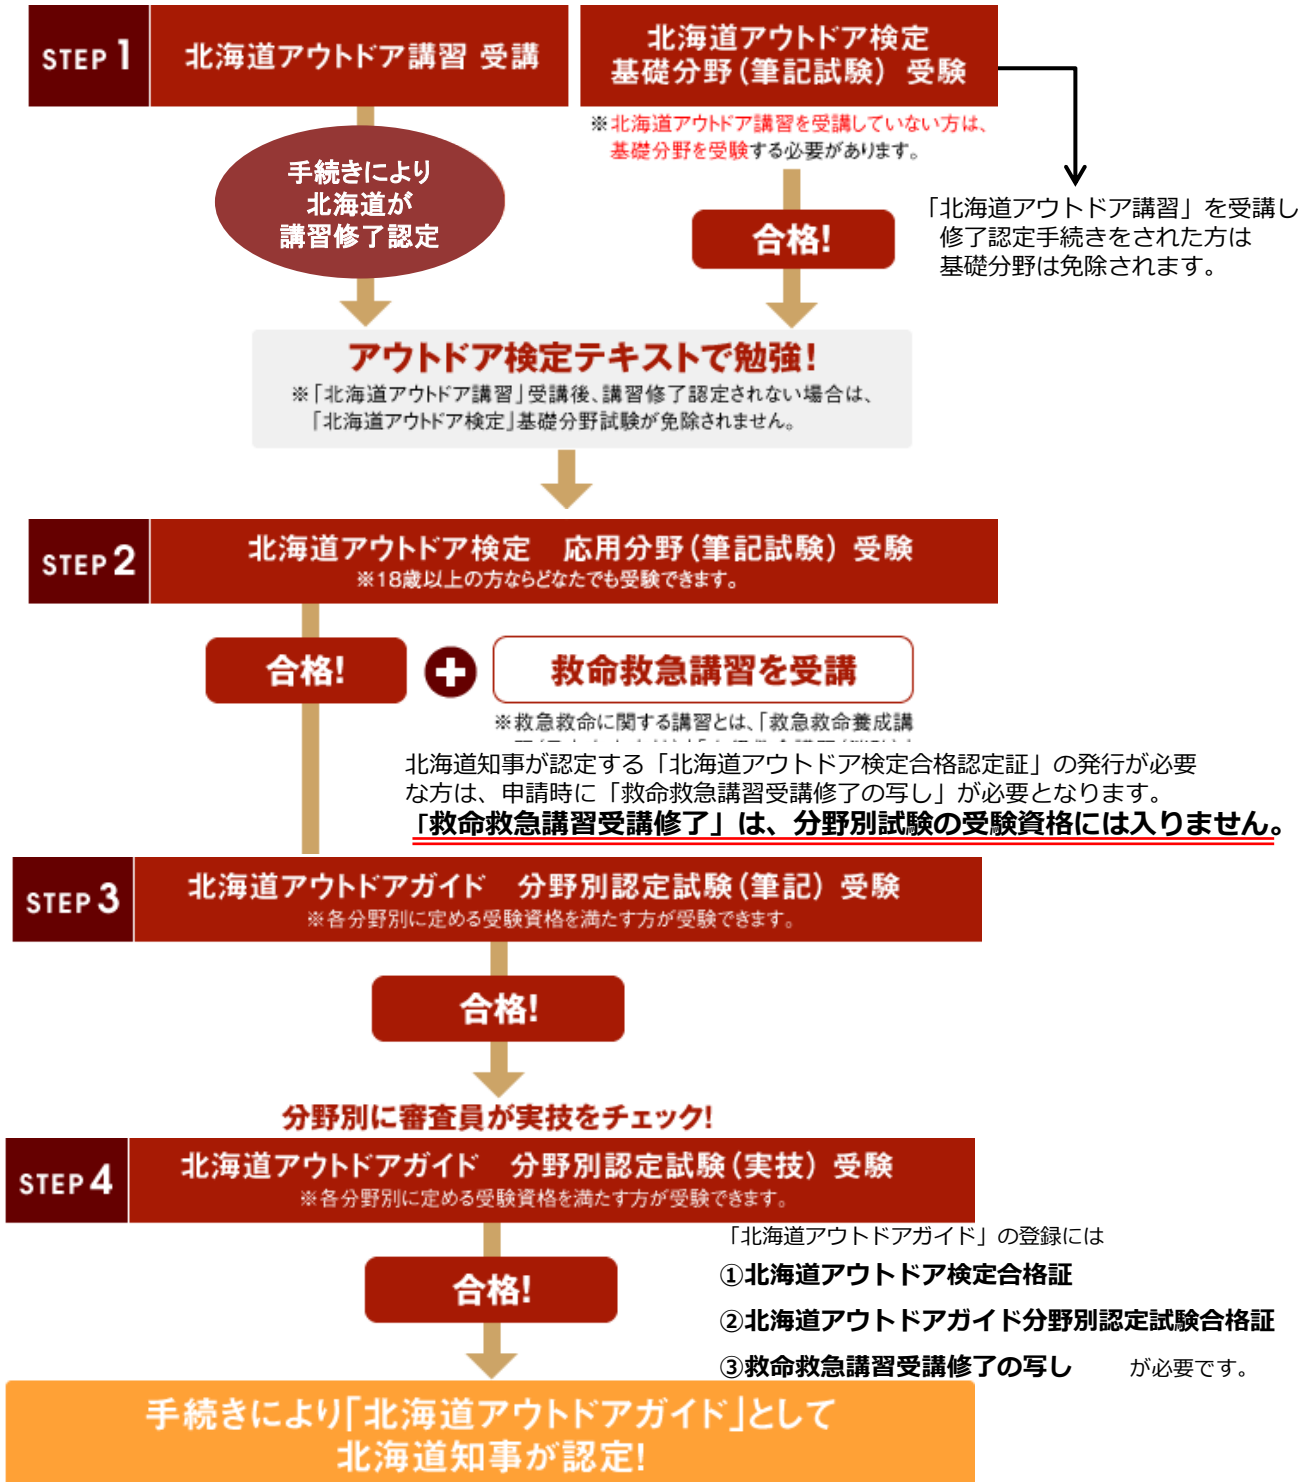 STEP 1
北海道アウトドア講習 受講
北海道アウトドア検定
基礎分野（筆記試験） 受験
※北海道アウトドア講習を受講していない方は、
基礎分野を受験する必要があります。
手続きにより
北海道が
講習修了認定
合格！
「北海道アウトドア講習」を受講し
修了認定手続きをされた方は
基礎分野は免除されます。
アウトドア検定テキストで勉強！
※「北海道アウトドア講習」受講後、講習修了認定されない場合は、
「北海道アウトドア検定」基礎分野試験が免除されません。
STEP 2
北海道アウトドア検定　応用分野（筆記試験） 受験
※18歳以上の方ならどなたでも受験できます。
合格！
救命救急講習を受講
※救急救命に関する講習とは、「救急救命養成講
北海道知事が認定する「北海道アウトドア検定合格認定証」の発行が必要
な方は、申請時に「救命救急講習受講修了の写し」が必要となります。
「救命救急講習受講修了」は、分野別試験の受験資格には入りません。
STEP 3
北海道アウトドアガイド　分野別認定試験（筆記） 受験
※各分野別に定める受験資格を満たす方が受験できます。
合格！
分野別に審査員が実技をチェック！
STEP 4
北海道アウトドアガイド　分野別認定試験（実技） 受験
※各分野別に定める受験資格を満たす方が受験できます。
合格！
「北海道アウトドアガイド」の登録には
①北海道アウトドア検定合格証
②北海道アウトドアガイド分野別認定試験合格証
③救命救急講習受講修了の写し　が必要です。
手続きにより「北海道アウトドアガイド」として
北海道知事が認定！